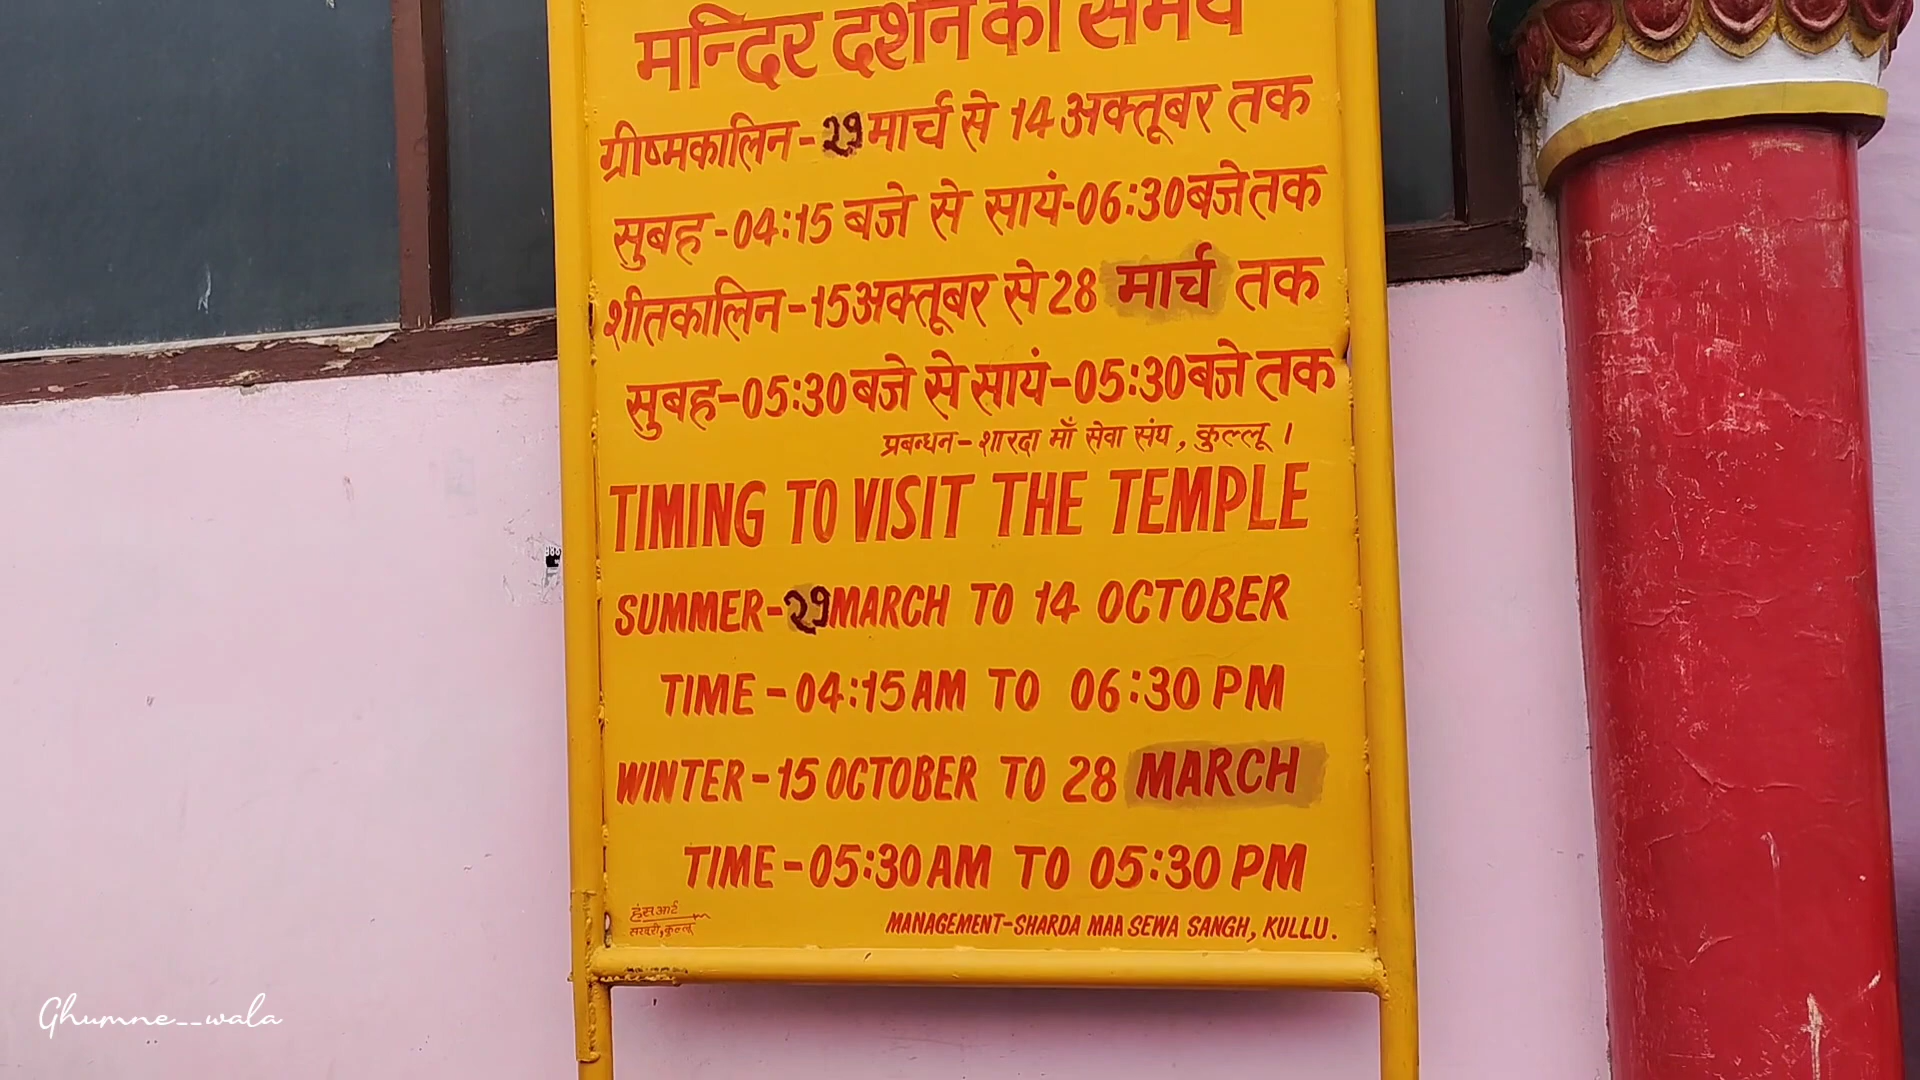 मन्दिर दर्शन का समय
ग्रीष्मकालिन-29 मार्च से 14 अक्तूबर तक
सुबह-04:15 बजे से सायं-06:30 बजे तक
शीतकालिन-15 अक्तूबर से 28 मार्च तक
सुबह-05:30 बजे से सायं-05:30 बजे तक
प्रबन्धन-शारदा माँ सेवा संघ, कुल्लू।
TIMING TO VISIT THE TEMPLE
SUMMER-29 MARCH TO 14 OCTOBER
TIME-04:15 AM TO 06:30 PM
WINTER-15 OCTOBER TO 28 MARCH
TIME-05:30 AM TO 05:30 PM
MANAGEMENT-SHARDA MAA SEWA SANGH, KULLU.
हंस आर्ट
सरवरी, कुल्लू
Ghumne__wala